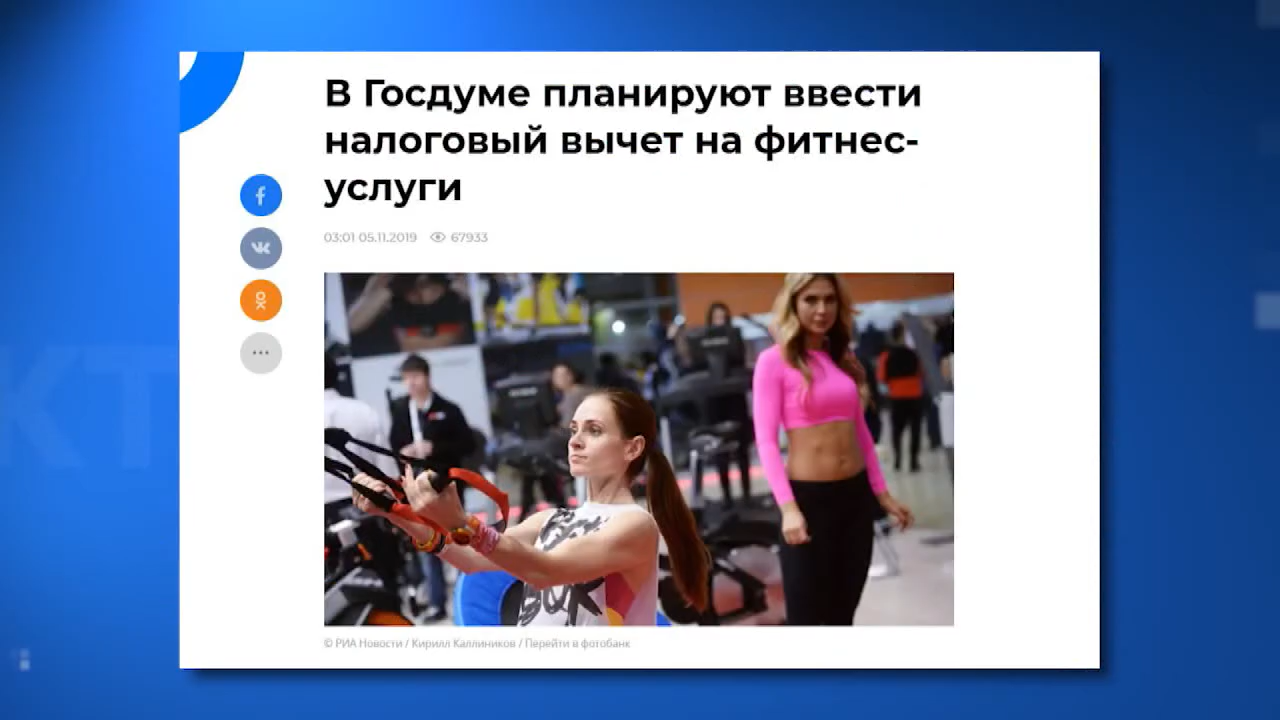 В Госдуме планируют ввести
налоговый вычет на фитнес-
услуги
03:01 05.11.2019 67933
© РИА Новости / Кирилл Каллиников / Перейти в фотобанк
КТ